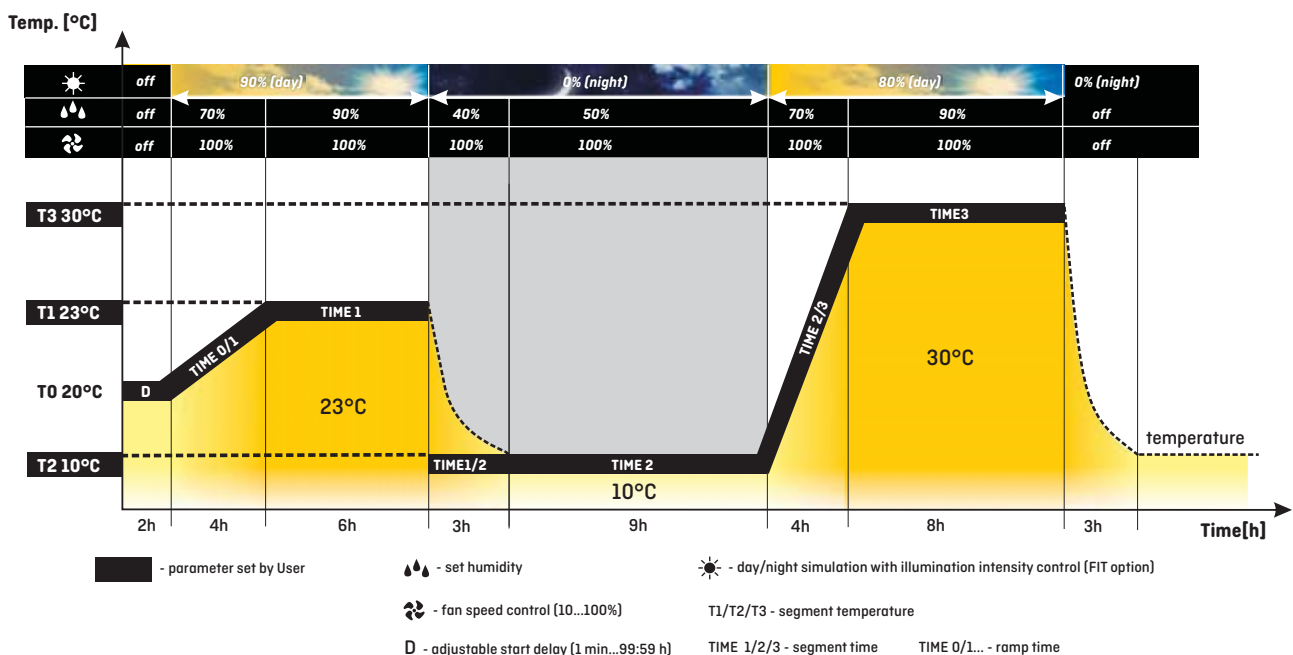 Temp. [°C]
off 90% (day) 0% (night) 80% (day) 0% (night)
off 70% 90% 40% 50% 70% 90% off
off 100% 100% 100% 100% 100% 100% off
T3 30°C
TIME3
T1 23°C
TIME 1
TIME 0/1
TIME 2/3
30°C
T0 20°C
D
23°C
temperature
T2 10°C
TIME1/2
TIME 2
10°C
2h 4h 6h 3h 9h 4h 8h 3h
Time[h]
- parameter set by User
- set humidity
- day/night simulation with illumination intensity control (FIT option)
- fan speed control (10...100%)
T1/T2/T3 - segment temperature
D - adjustable start delay (1 min...99:59 h)
TIME 1/2/3 - segment time
TIME 0/1... - ramp time